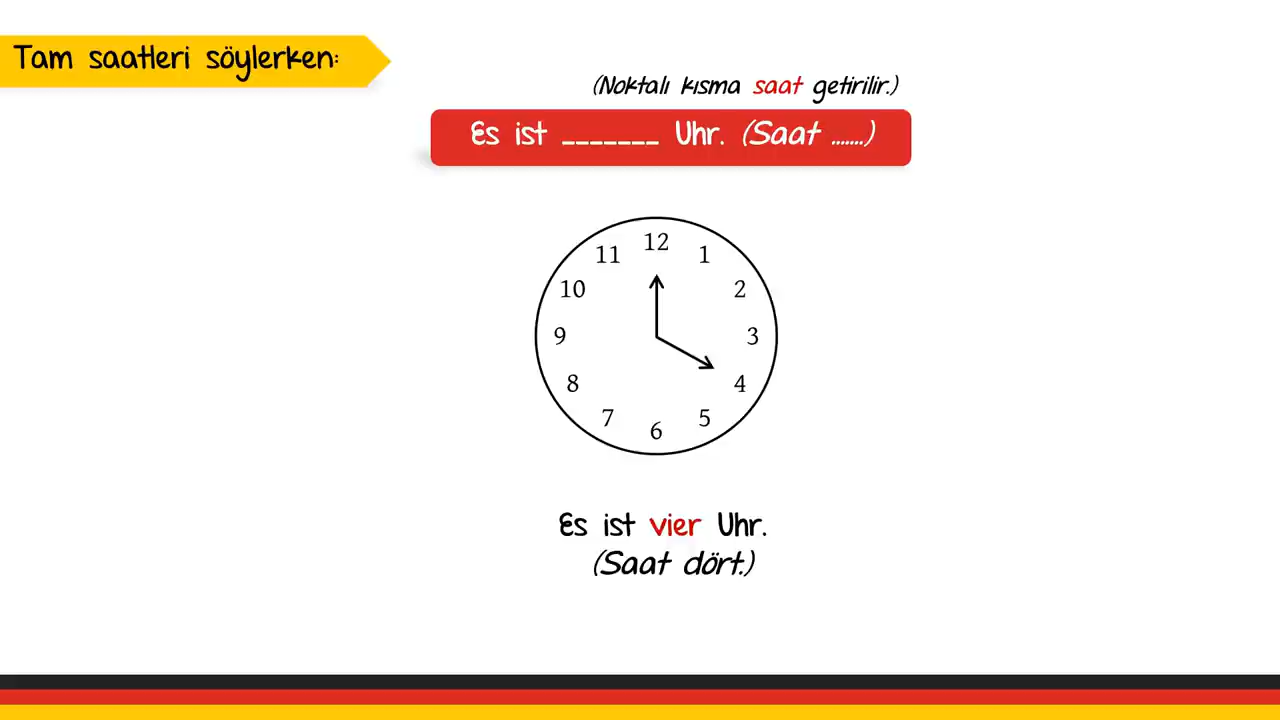 Tam saatleri söylerken:
(Noktalı kısma saat getirilir.)
Es ist _______ Uhr. (Saat .......)
12
11 1
10 2
9 3
8 4
7 5
6
Es ist vier Uhr.
(Saat dört.)